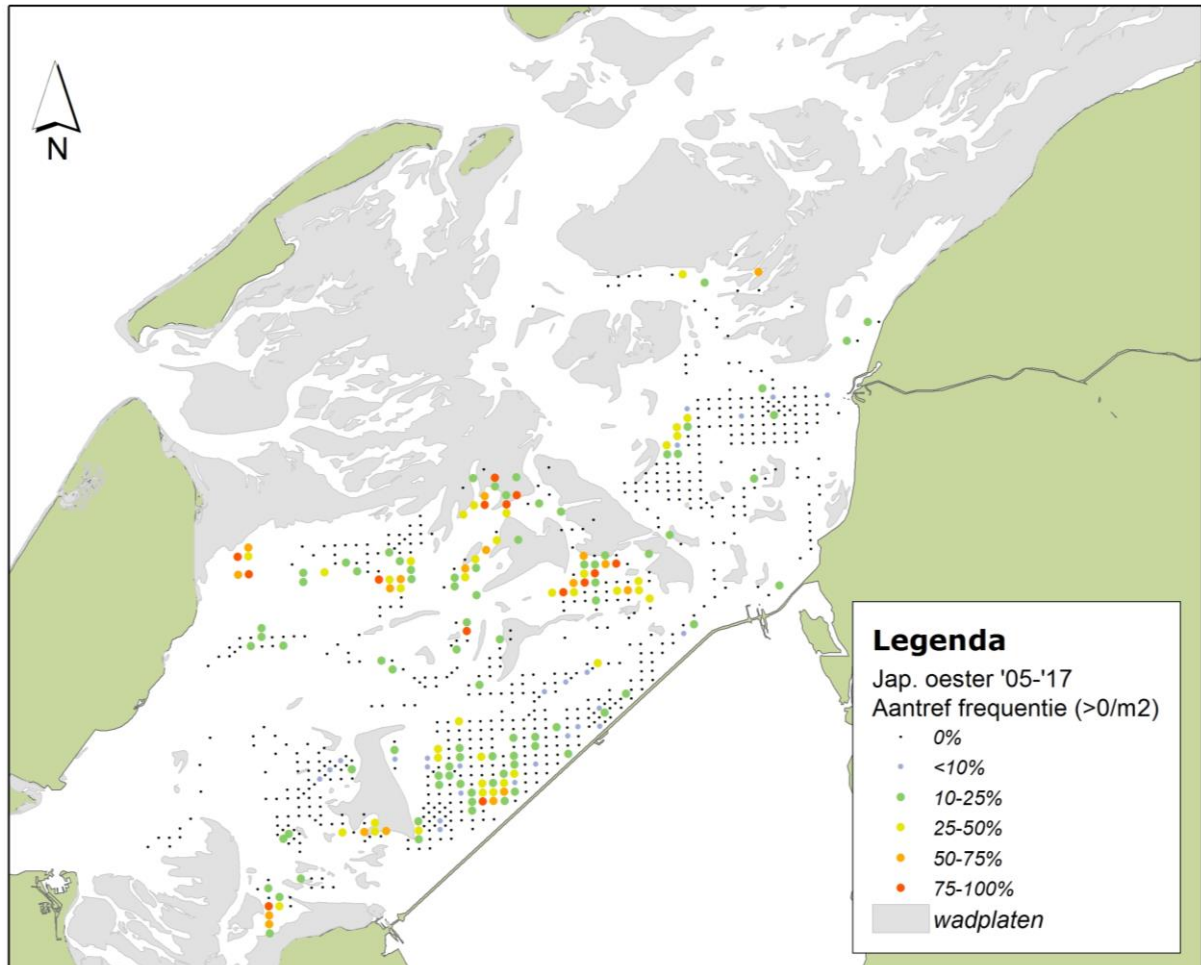 N
Legenda
Jap. oester '05-'17
Aantref frequentie (>0/m2)
0%
<10%
10-25%
25-50%
50-75%
75-100%
wadplaten